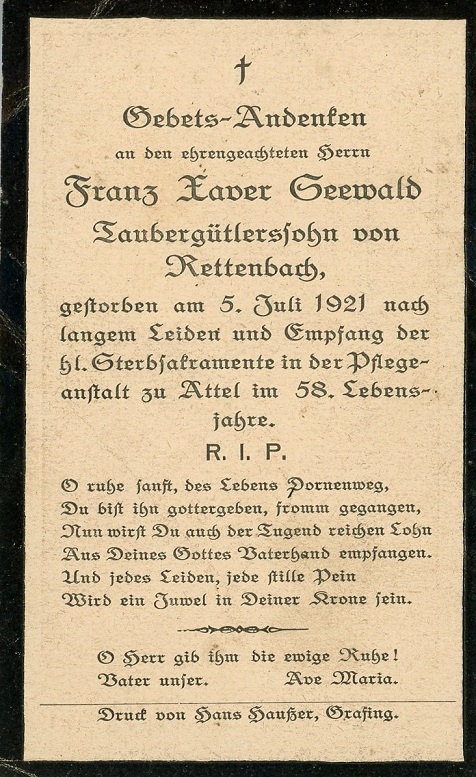 Gebets-Andenken
an den ehrengeachteten Herrn
Franz Xaver Seewald
Taubergütlerssohn von
Rettenbach,
gestorben am 5. Juli 1921 nach
langem Leiden und Empfang der
hl. Sterbsakramente in der Pflege-
anstalt zu Attel im 58. Lebens-
jahre.
R. I. P.
O ruhe sanft, des Lebens Dornenweg,
Du bist ihn gottergeben, fromm gegangen,
Nun wirst Du auch der Tugend reichen Lohn
Aus Deines Gottes Vaterhand empfangen.
Und jedes Leiden, jede stille Pein
Wird ein Juwel in Deiner Krone sein.
O Herr gib ihm die ewige Ruhe!
Vater unser. Ave Maria.
Druck von Hans Haußer, Grafing.